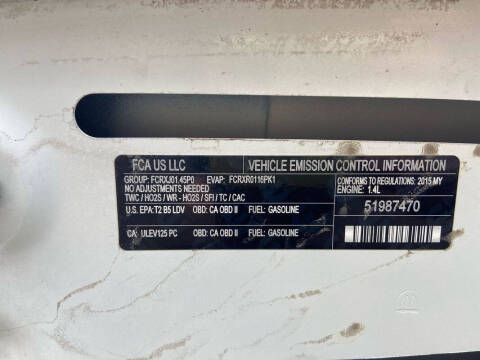 FCA US LLC
VEHICLE EMISSION CONTROL INFORMATION
GROUP: FCRXJ01.45P0 EVAP: FCRXR0116PK1
NO ADJUSTMENTS NEEDED
TWC / HO2S / WR - HO2S / SFI / TC / CAC
CONFORMS TO REGULATIONS: 2015 MY
ENGINE: 1.4L
U.S. EPA: T2 B5 LDV OBD: CA OBD II FUEL: GASOLINE
51987470
CA: ULEV125 PC OBD: CA OBD II FUEL: GASOLINE